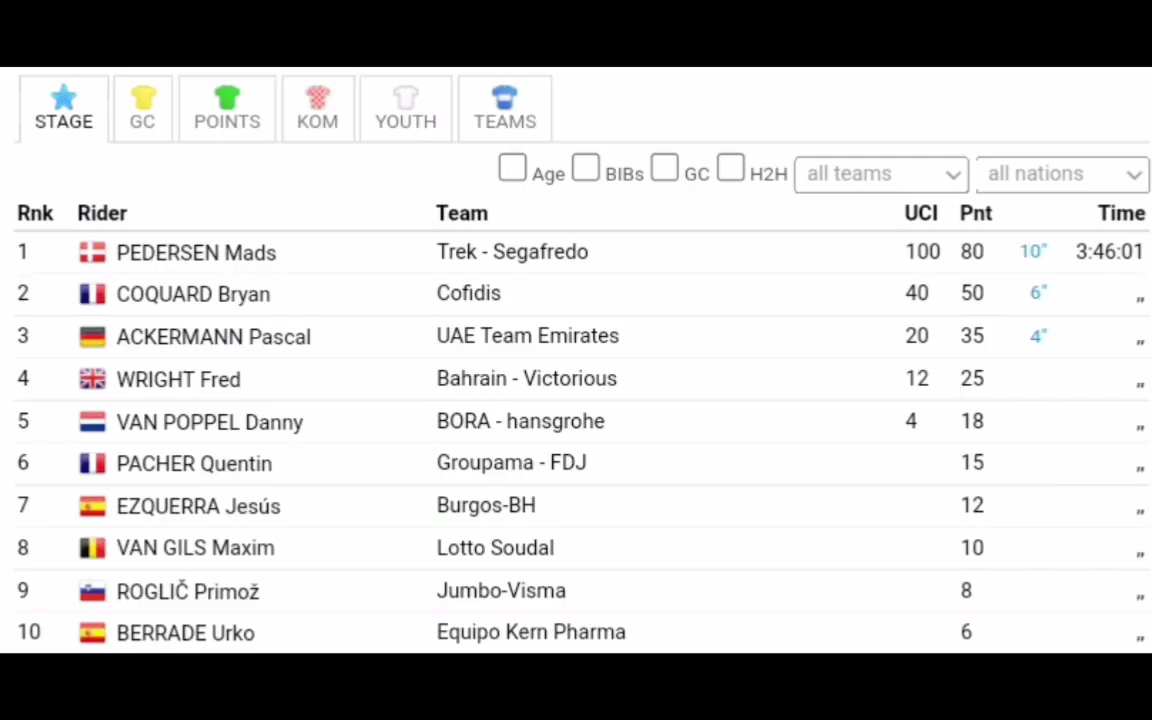 STAGE GC POINTS KOM YOUTH TEAMS
Age BIBs GC H2H all teams all nations
Rnk Rider Team UCI Pnt Time
1 PEDERSEN Mads Trek - Segafredo 100 80 10" 3:46:01
2 COQUARD Bryan Cofidis 40 50 6" „
3 ACKERMANN Pascal UAE Team Emirates 20 35 4" „
4 WRIGHT Fred Bahrain - Victorious 12 25 „
5 VAN POPPEL Danny BORA - hansgrohe 4 18 „
6 PACHER Quentin Groupama - FDJ 15 „
7 EZQUERRA Jesús Burgos-BH 12 „
8 VAN GILS Maxim Lotto Soudal 10 „
9 ROGLIČ Primož Jumbo-Visma 8 „
10 BERRADE Urko Equipo Kern Pharma 6 „